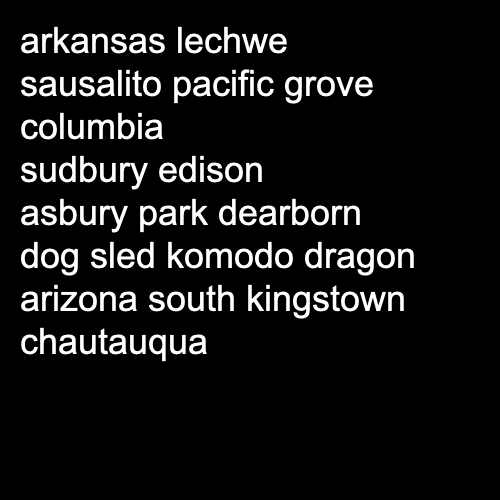 arkansas lechwe
sausalito pacific grove
columbia
sudbury edison
asbury park dearborn
dog sled komodo dragon
arizona south kingstown
chautauqua